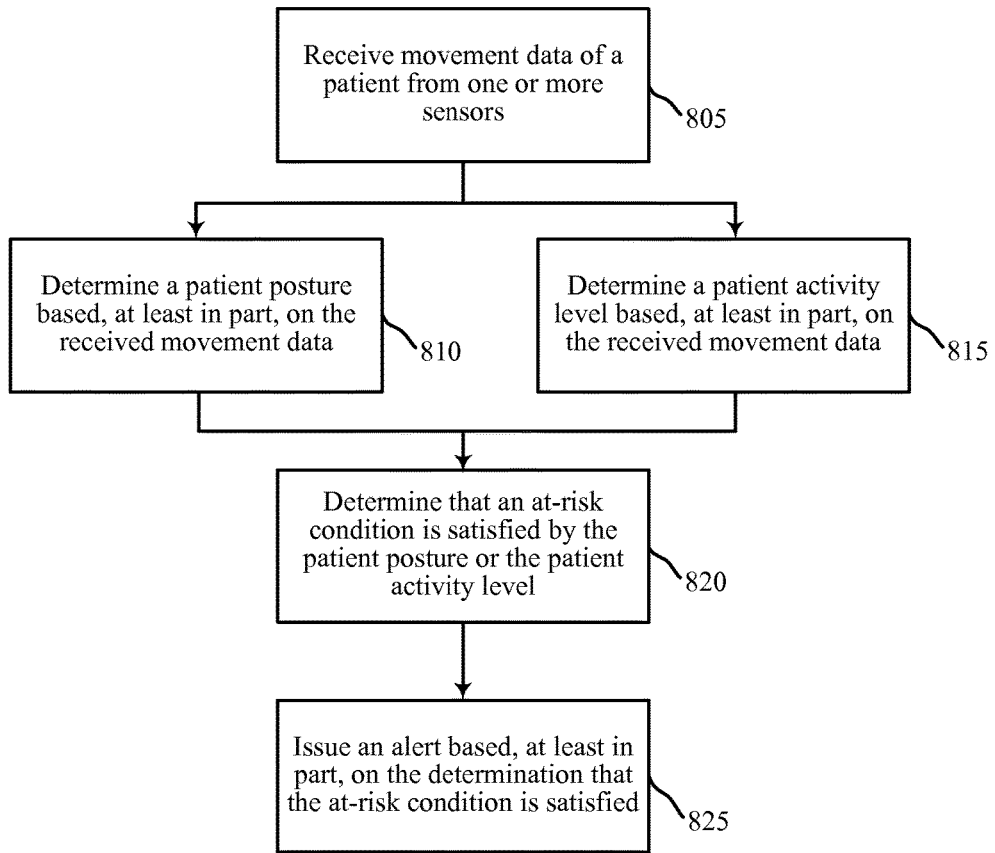 Receive movement data of a
patient from one or more
sensors
805
Determine a patient posture
based, at least in part, on the
received movement data
810
Determine a patient activity
level based, at least in part, on
the received movement data
815
Determine that an at-risk
condition is satisfied by the
patient posture or the patient
activity level
820
Issue an alert based, at least in
part, on the determination that
the at-risk condition is satisfied
825